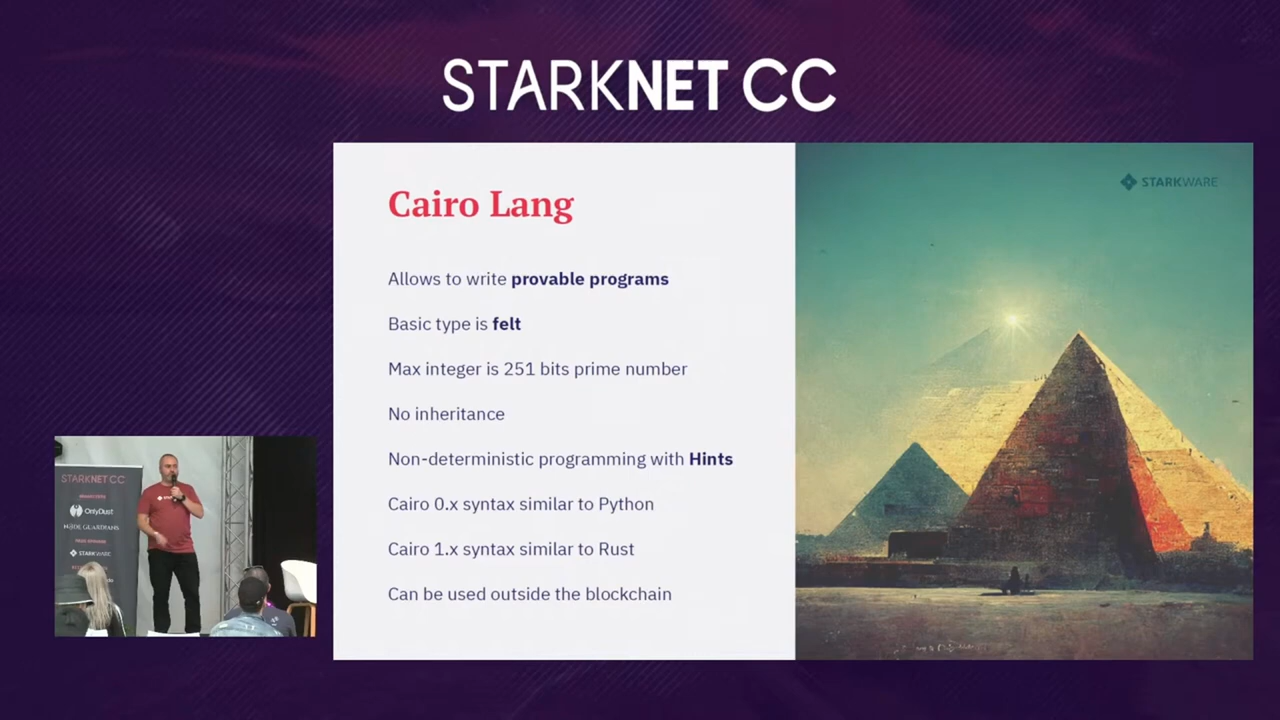 STARKNET CC
Cairo Lang
Allows to write provable programs
Basic type is felt
Max integer is 251 bits prime number
No inheritance
Non-deterministic programming with Hints
Cairo 0.x syntax similar to Python
Cairo 1.x syntax similar to Rust
Can be used outside the blockchain
STARKWARE
STARKNET CC
OnlyDust
STARKWARE